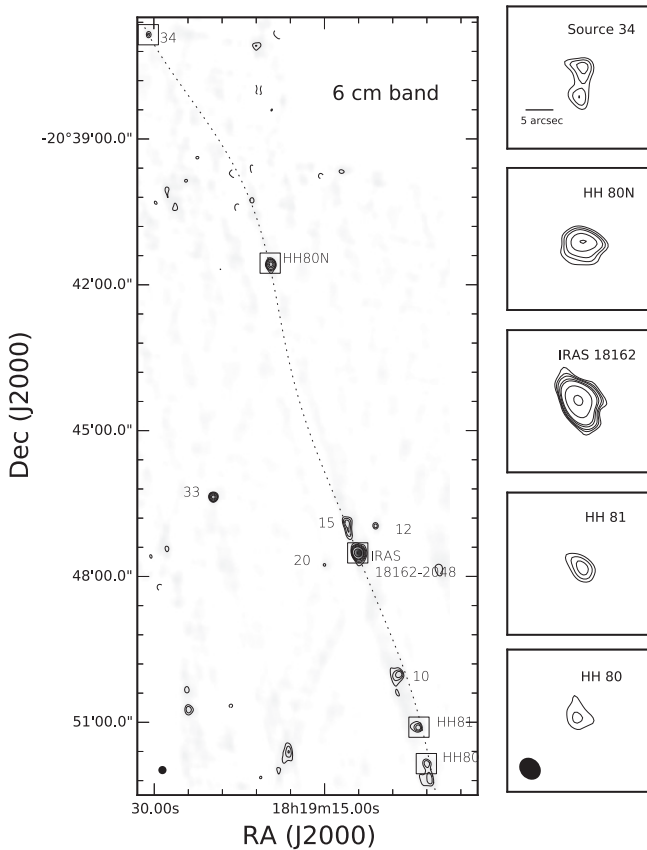 34
6 cm band
-20°39'00.0"
HH80N
42'00.0"
Dec (J2000)
45'00.0"
33
15
12
20
IRAS
18162-2048
48'00.0"
10
51'00.0"
HH81
HH80
30.00s
18h19m15.00s
RA (J2000)
Source 34
5 arcsec
HH 80N
IRAS 18162
HH 81
HH 80